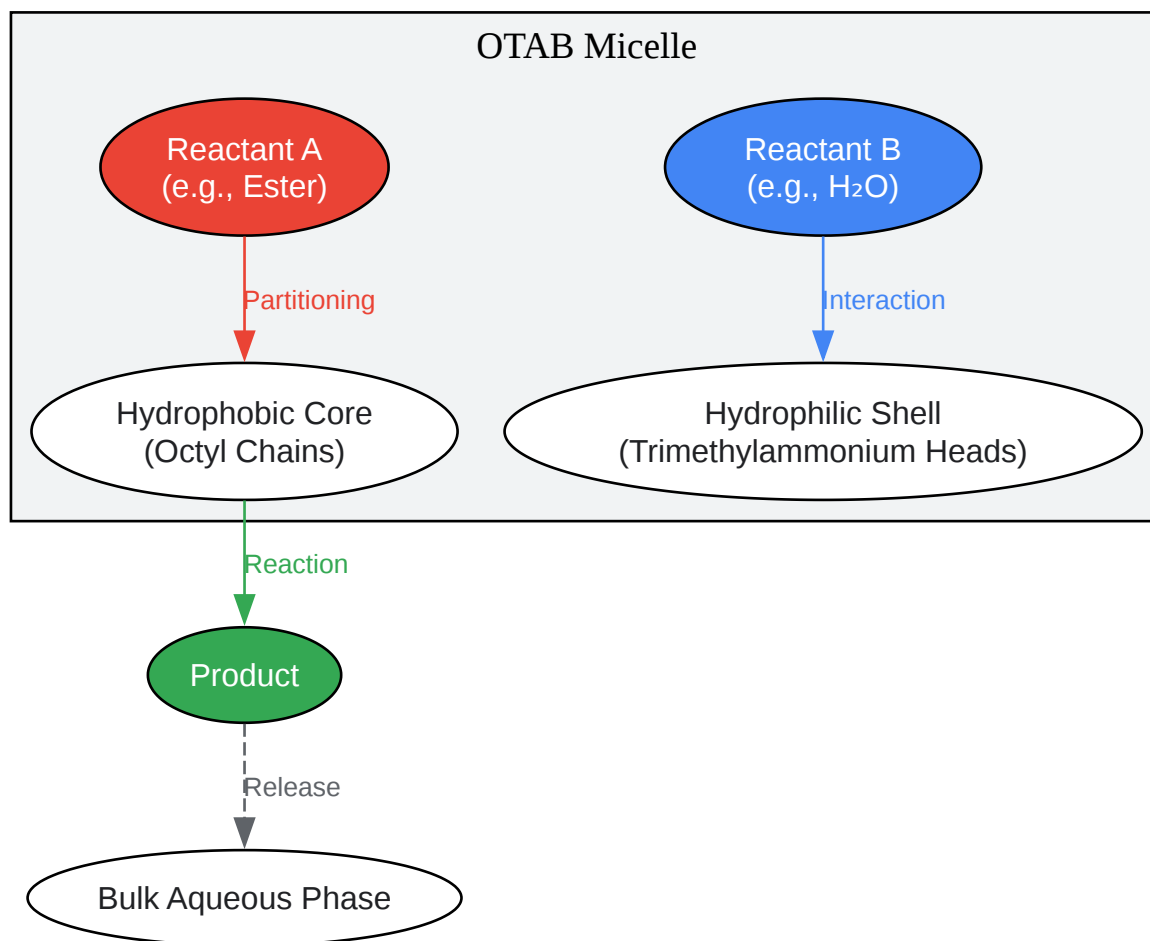 OTAB Micelle
Reactant A
(e.g., Ester)
Reactant B
(e.g., H₂O)
Partitioning
Interaction
Hydrophobic Core
(Octyl Chains)
Hydrophilic Shell
(Trimethylammonium Heads)
Reaction
Product
Release
Bulk Aqueous Phase